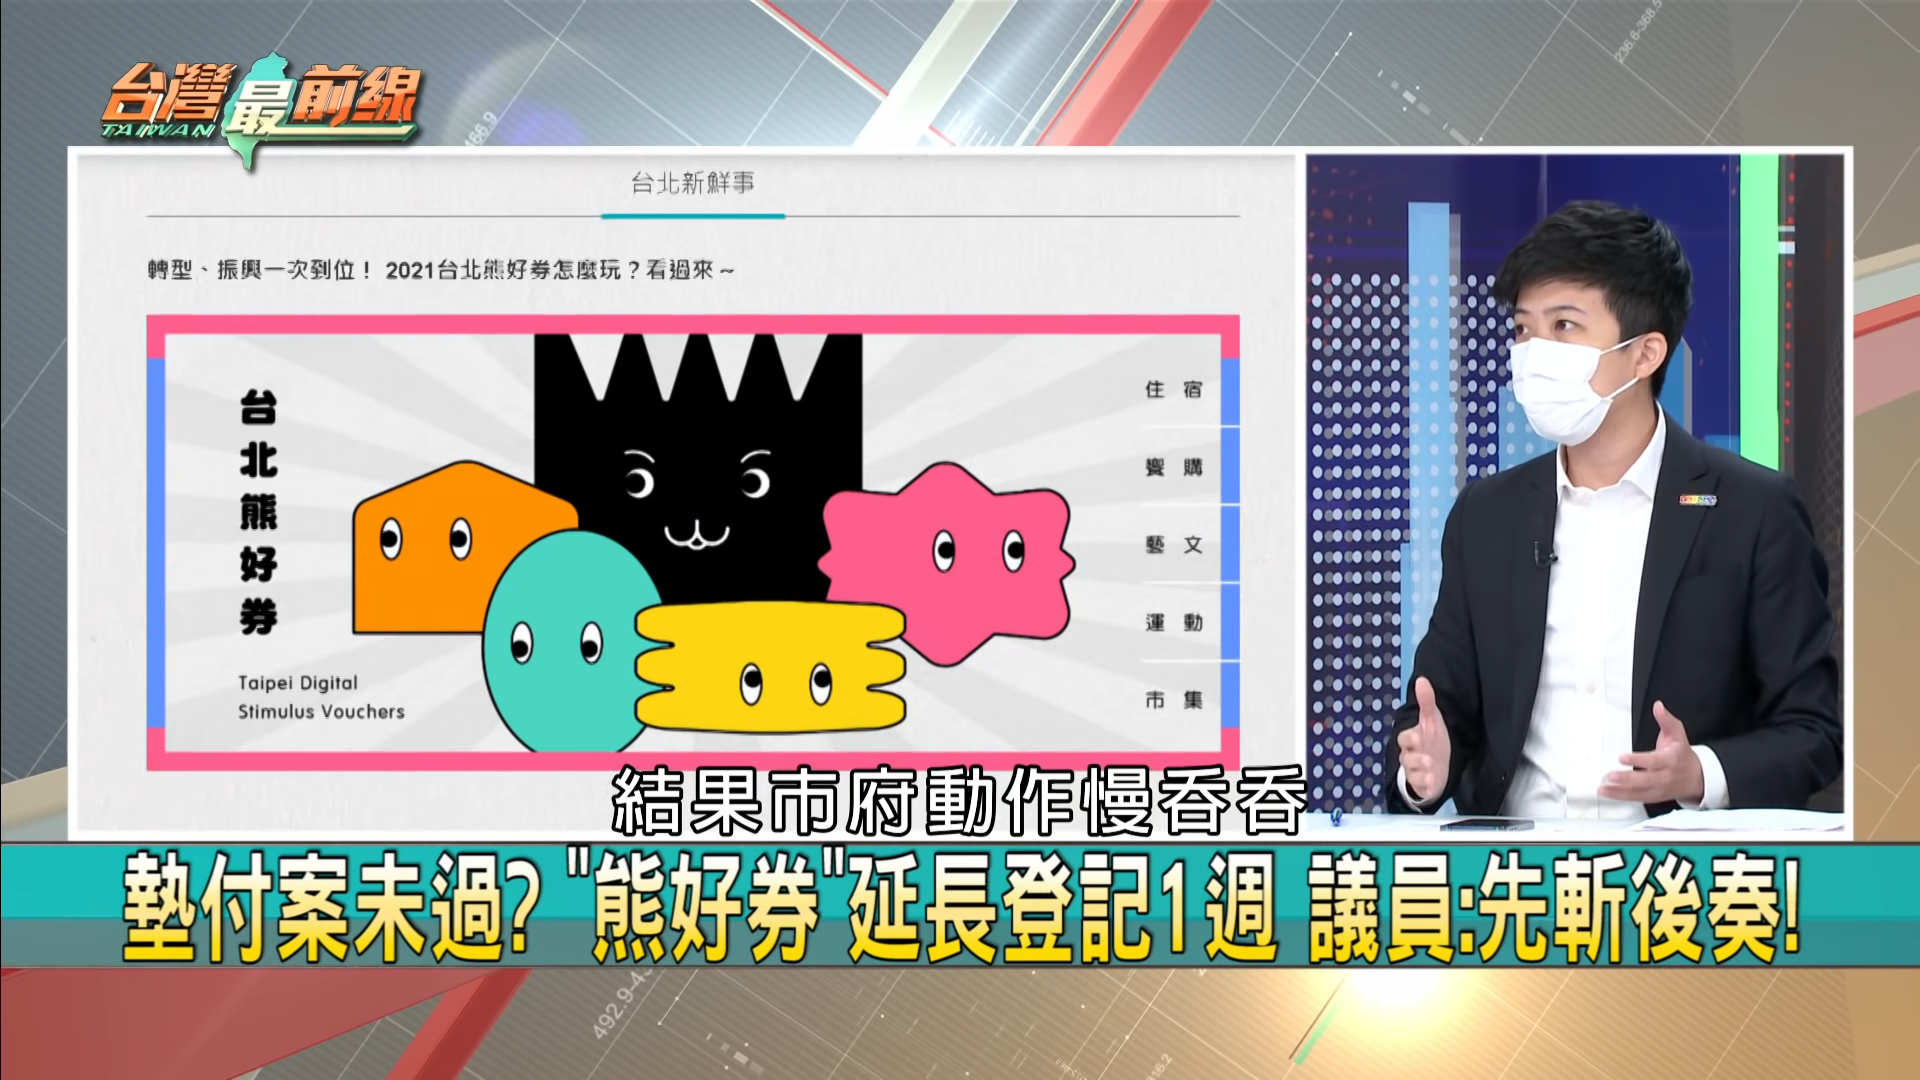 台灣最前線
TAIWAN
台北新鮮事
轉型、振興一次到位！ 2021台北熊好券怎麼玩？看過來～
台北熊好券
Taipei Digital
Stimulus Vouchers
住宿
饗購
藝文
運動
市集
結果市府動作慢吞吞
墊付案未過? "熊好券"延長登記1週 議員:先斬後奏!